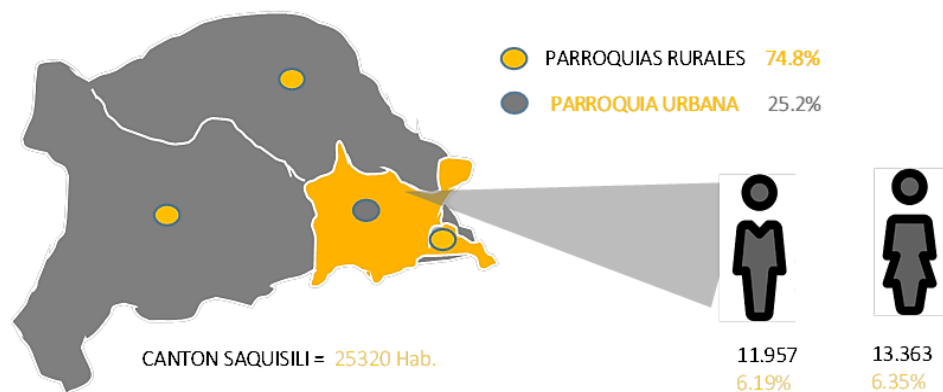 PARROQUIAS RURALES 74.8%
PARROQUIA URBANA 25.2%
CANTON SAQUISILI = 25320 Hab.
11.957 13.363
6.19% 6.35%